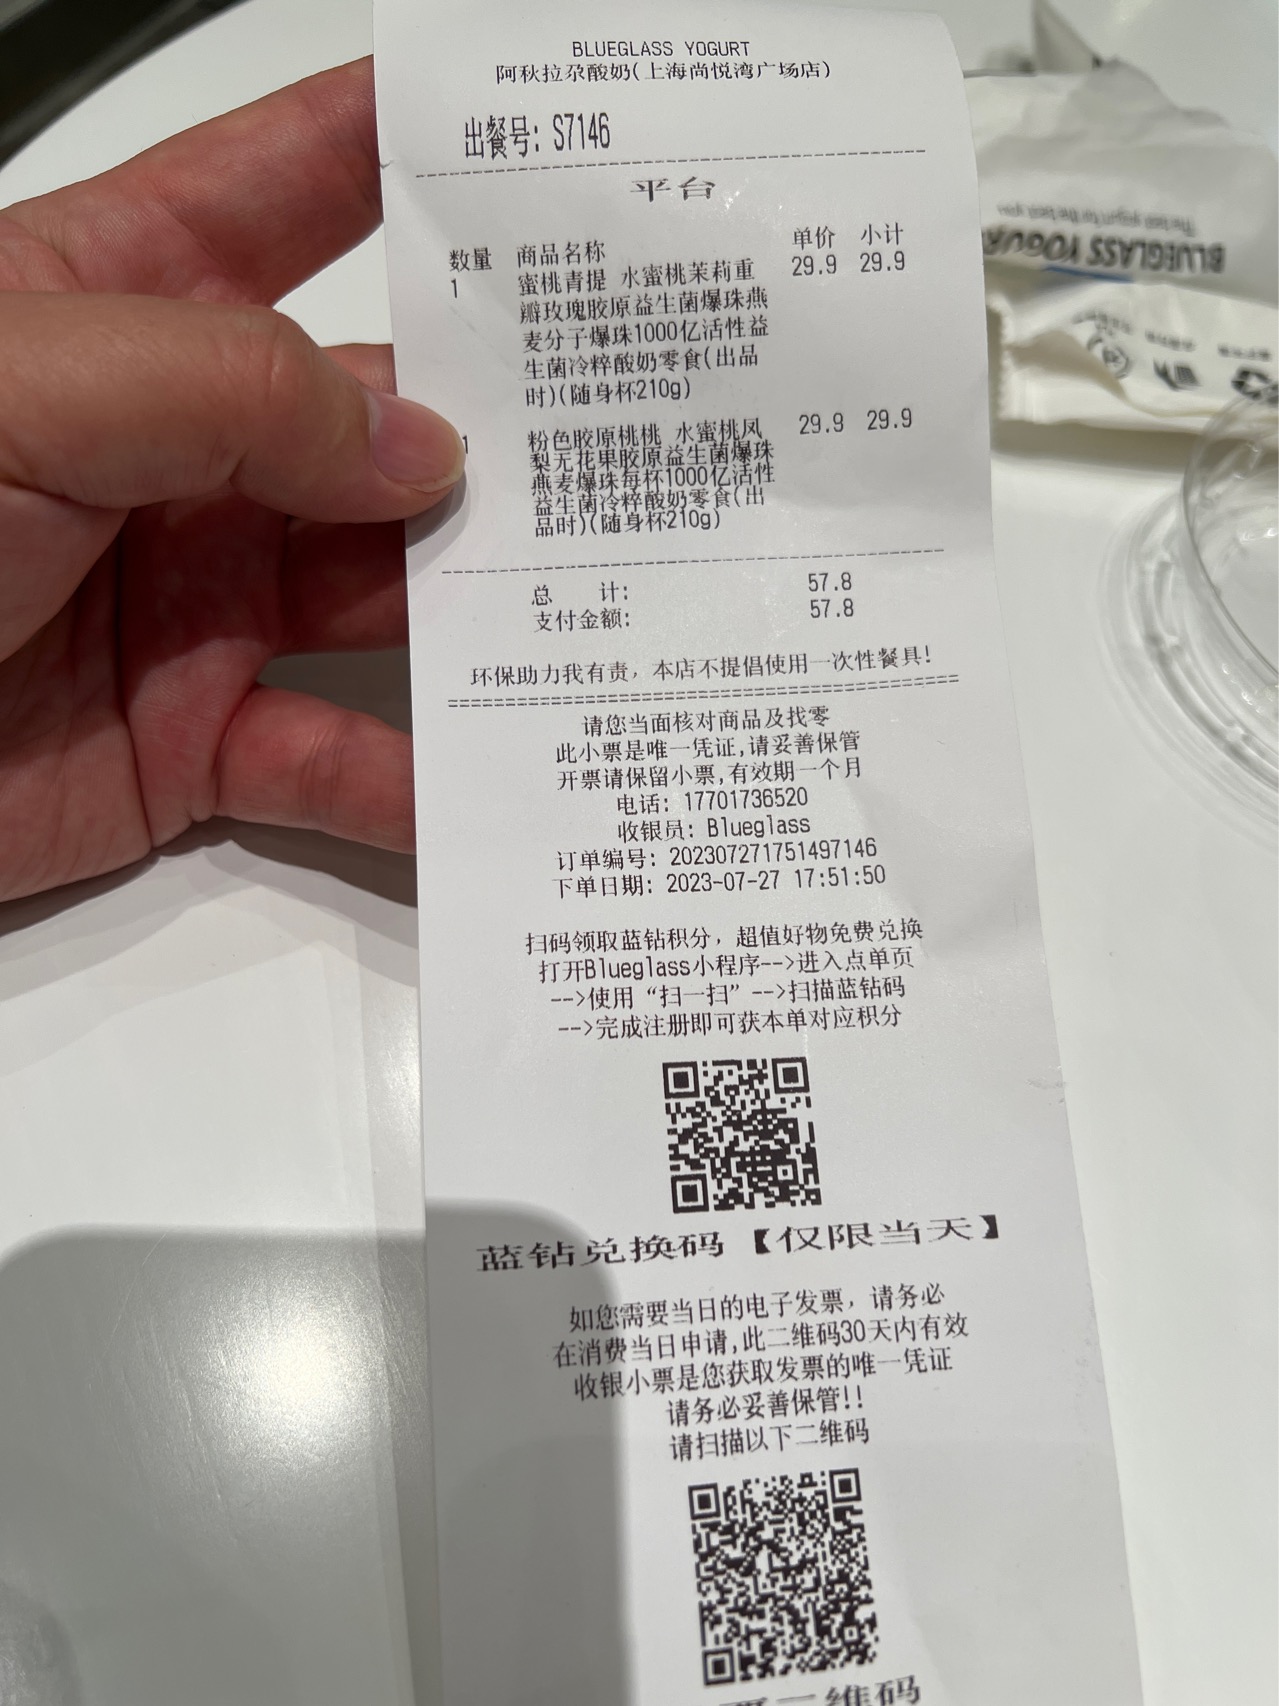 BLUEGLASS YOGURT
阿秋拉尕酸奶(上海尚悦湾广场店)
出餐号: S7146
平台
数量 商品名称 单价 小计
1 蜜桃青提 水蜜桃茉莉重 29.9 29.9
瓣玫瑰胶原益生菌爆珠燕
麦分子爆珠1000亿活性益
生菌冷粹酸奶零食(出品
时)(随身杯210g)
1 粉色胶原桃桃 水蜜桃凤 29.9 29.9
梨无花果胶原益生菌爆珠
燕麦爆珠每杯1000亿活性
益生菌冷粹酸奶零食(出
品时)(随身杯210g)
总 计: 57.8
支付金额: 57.8
环保助力我有责，本店不提倡使用一次性餐具!
请您当面核对商品及找零
此小票是唯一凭证,请妥善保管
开票请保留小票,有效期一个月
电话: 17701736520
收银员: Blueglass
订单编号: 202307271751497146
下单日期: 2023-07-27 17:51:50
扫码领取蓝钻积分，超值好物免费兑换
打开Blueglass小程序-->进入点单页
-->使用“扫一扫”-->扫描蓝钻码
-->完成注册即可获本单对应积分
蓝钻兑换码【仅限当天】
如您需要当日的电子发票，请务必
在消费当日申请,此二维码30天内有效
收银小票是您获取发票的唯一凭证
请务必妥善保管!!
请扫描以下二维码
票二维码
BLUEGLASS YOGUR
The best yogurt for the best you